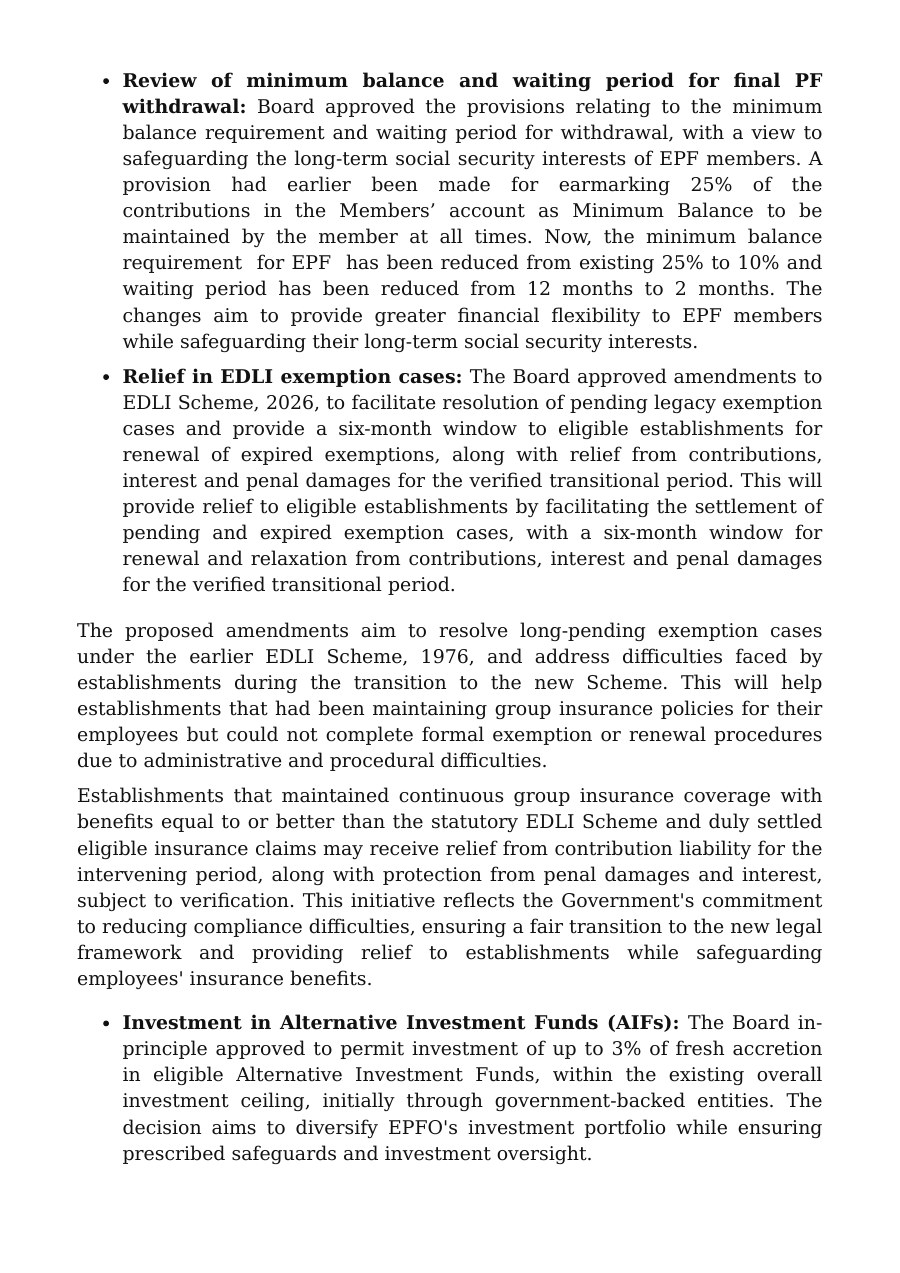 • Review of minimum balance and waiting period for final PF
withdrawal: Board approved the provisions relating to the minimum
balance requirement and waiting period for withdrawal, with a view to
safeguarding the long-term social security interests of EPF members. A
provision had earlier been made for earmarking 25% of the
contributions in the Members’ account as Minimum Balance to be
maintained by the member at all times. Now, the minimum balance
requirement  for EPF  has been reduced from existing 25% to 10% and
waiting period has been reduced from 12 months to 2 months. The
changes aim to provide greater financial flexibility to EPF members
while safeguarding their long-term social security interests.
• Relief in EDLI exemption cases: The Board approved amendments to
EDLI Scheme, 2026, to facilitate resolution of pending legacy exemption
cases and provide a six-month window to eligible establishments for
renewal of expired exemptions, along with relief from contributions,
interest and penal damages for the verified transitional period. This will
provide relief to eligible establishments by facilitating the settlement of
pending and expired exemption cases, with a six-month window for
renewal and relaxation from contributions, interest and penal damages
for the verified transitional period.
The proposed amendments aim to resolve long-pending exemption cases
under the earlier EDLI Scheme, 1976, and address difficulties faced by
establishments during the transition to the new Scheme. This will help
establishments that had been maintaining group insurance policies for their
employees but could not complete formal exemption or renewal procedures
due to administrative and procedural difficulties.
Establishments that maintained continuous group insurance coverage with
benefits equal to or better than the statutory EDLI Scheme and duly settled
eligible insurance claims may receive relief from contribution liability for the
intervening period, along with protection from penal damages and interest,
subject to verification. This initiative reflects the Government's commitment
to reducing compliance difficulties, ensuring a fair transition to the new legal
framework and providing relief to establishments while safeguarding
employees' insurance benefits.
• Investment in Alternative Investment Funds (AIFs): The Board in-
principle approved to permit investment of up to 3% of fresh accretion
in eligible Alternative Investment Funds, within the existing overall
investment ceiling, initially through government-backed entities. The
decision aims to diversify EPFO's investment portfolio while ensuring
prescribed safeguards and investment oversight.